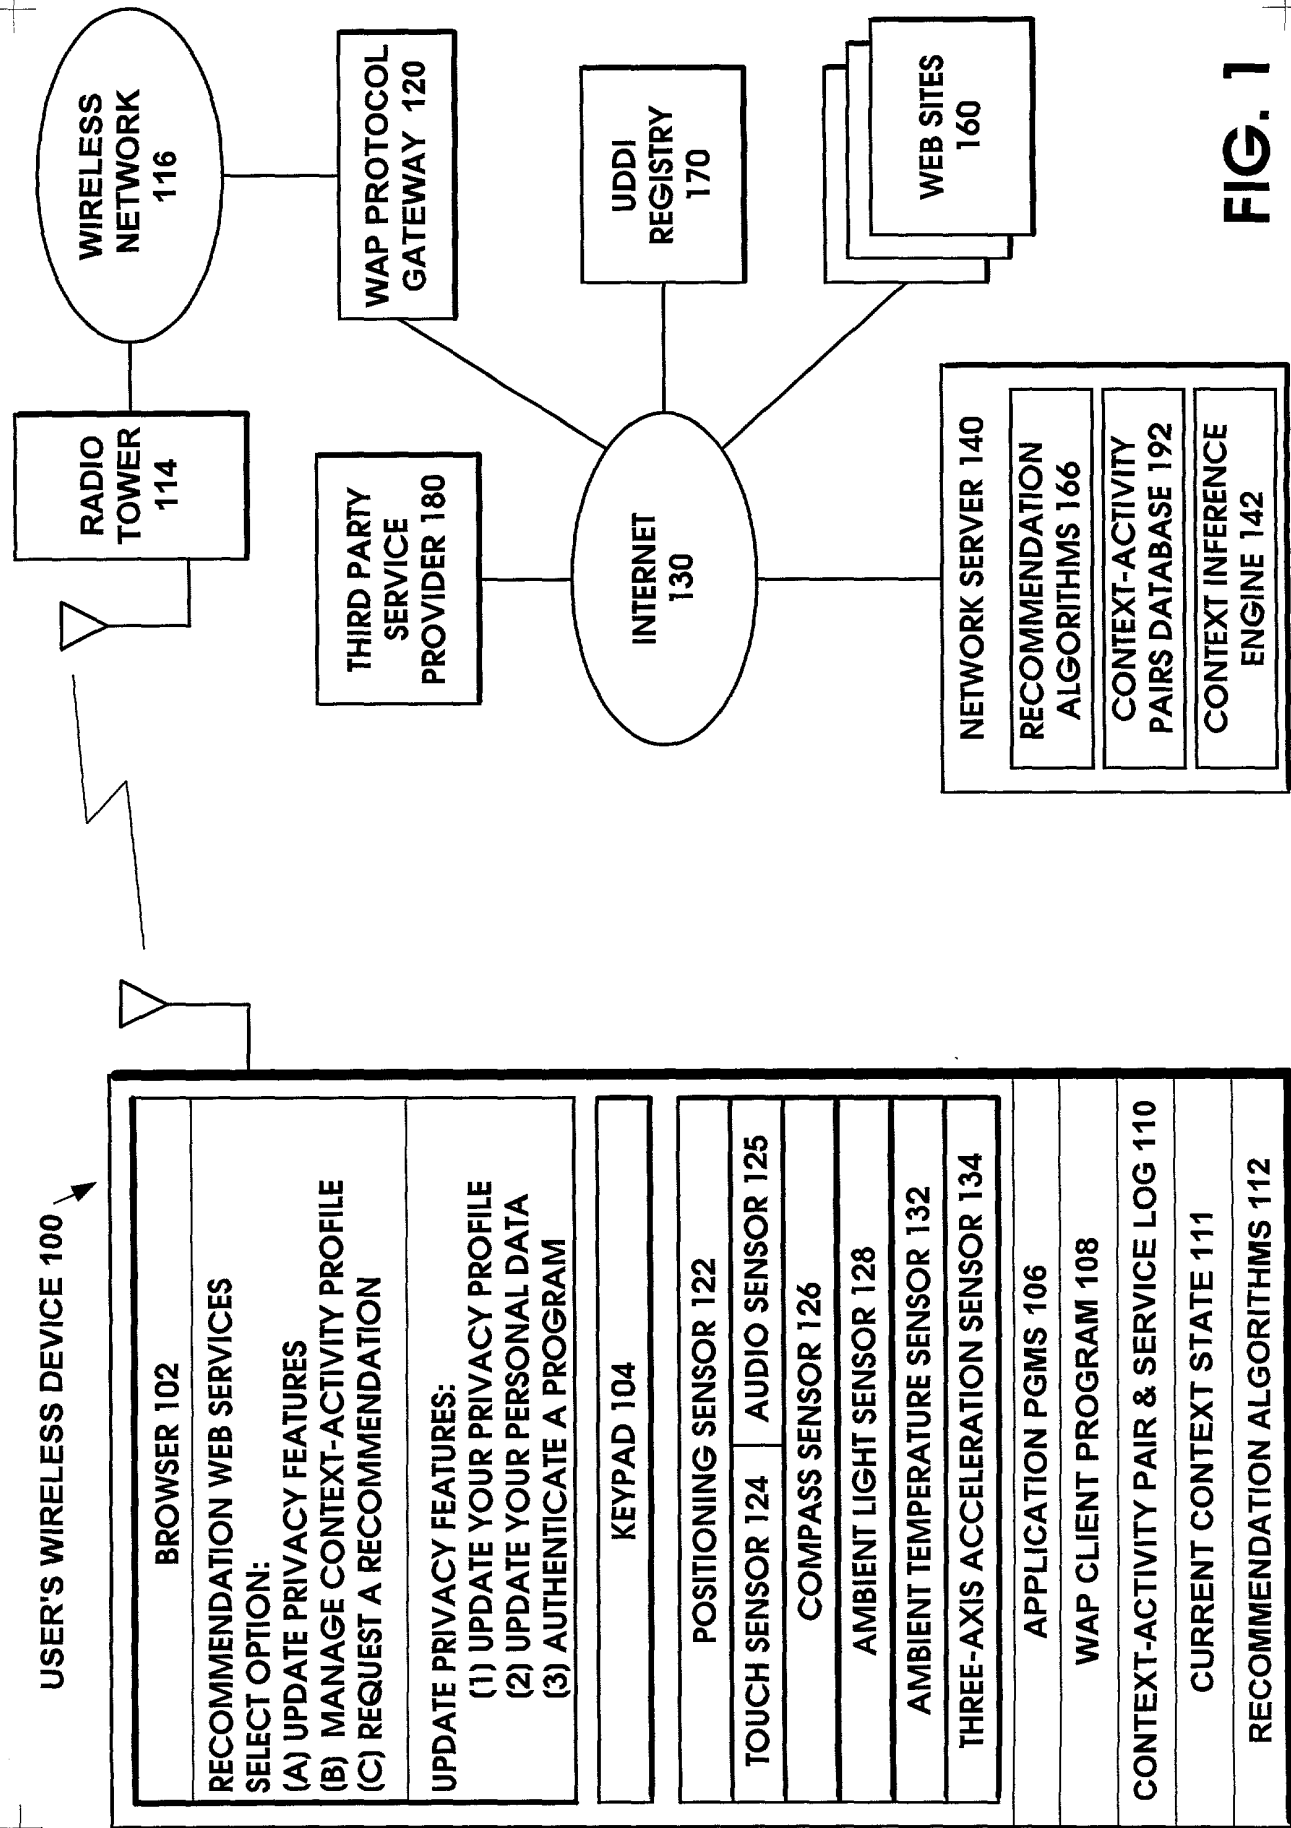 USER'S WIRELESS DEVICE 100
BROWSER 102
RECOMMENDATION WEB SERVICES
SELECT OPTION:
(A) UPDATE PRIVACY FEATURES
(B) MANAGE CONTEXT-ACTIVITY PROFILE
(C) REQUEST A RECOMMENDATION
UPDATE PRIVACY FEATURES:
(1) UPDATE YOUR PRIVACY PROFILE
(2) UPDATE YOUR PERSONAL DATA
(3) AUTHENTICATE A PROGRAM
KEYPAD 104
POSITIONING SENSOR 122
TOUCH SENSOR 124
AUDIO SENSOR 125
COMPASS SENSOR 126
AMBIENT LIGHT SENSOR 128
AMBIENT TEMPERATURE SENSOR 132
THREE-AXIS ACCELERATION SENSOR 134
APPLICATION PGMS 106
WAP CLIENT PROGRAM 108
CONTEXT-ACTIVITY PAIR & SERVICE LOG 110
CURRENT CONTEXT STATE 111
RECOMMENDATION ALGORITHMS 112
RADIO
TOWER
114
WIRELESS
NETWORK
116
WAP PROTOCOL
GATEWAY 120
THIRD PARTY
SERVICE
PROVIDER 180
INTERNET
130
UDDI
REGISTRY
170
WEB SITES
160
NETWORK SERVER 140
RECOMMENDATION
ALGORITHMS 166
CONTEXT-ACTIVITY
PAIRS DATABASE 192
CONTEXT INFERENCE
ENGINE 142
FIG. 1